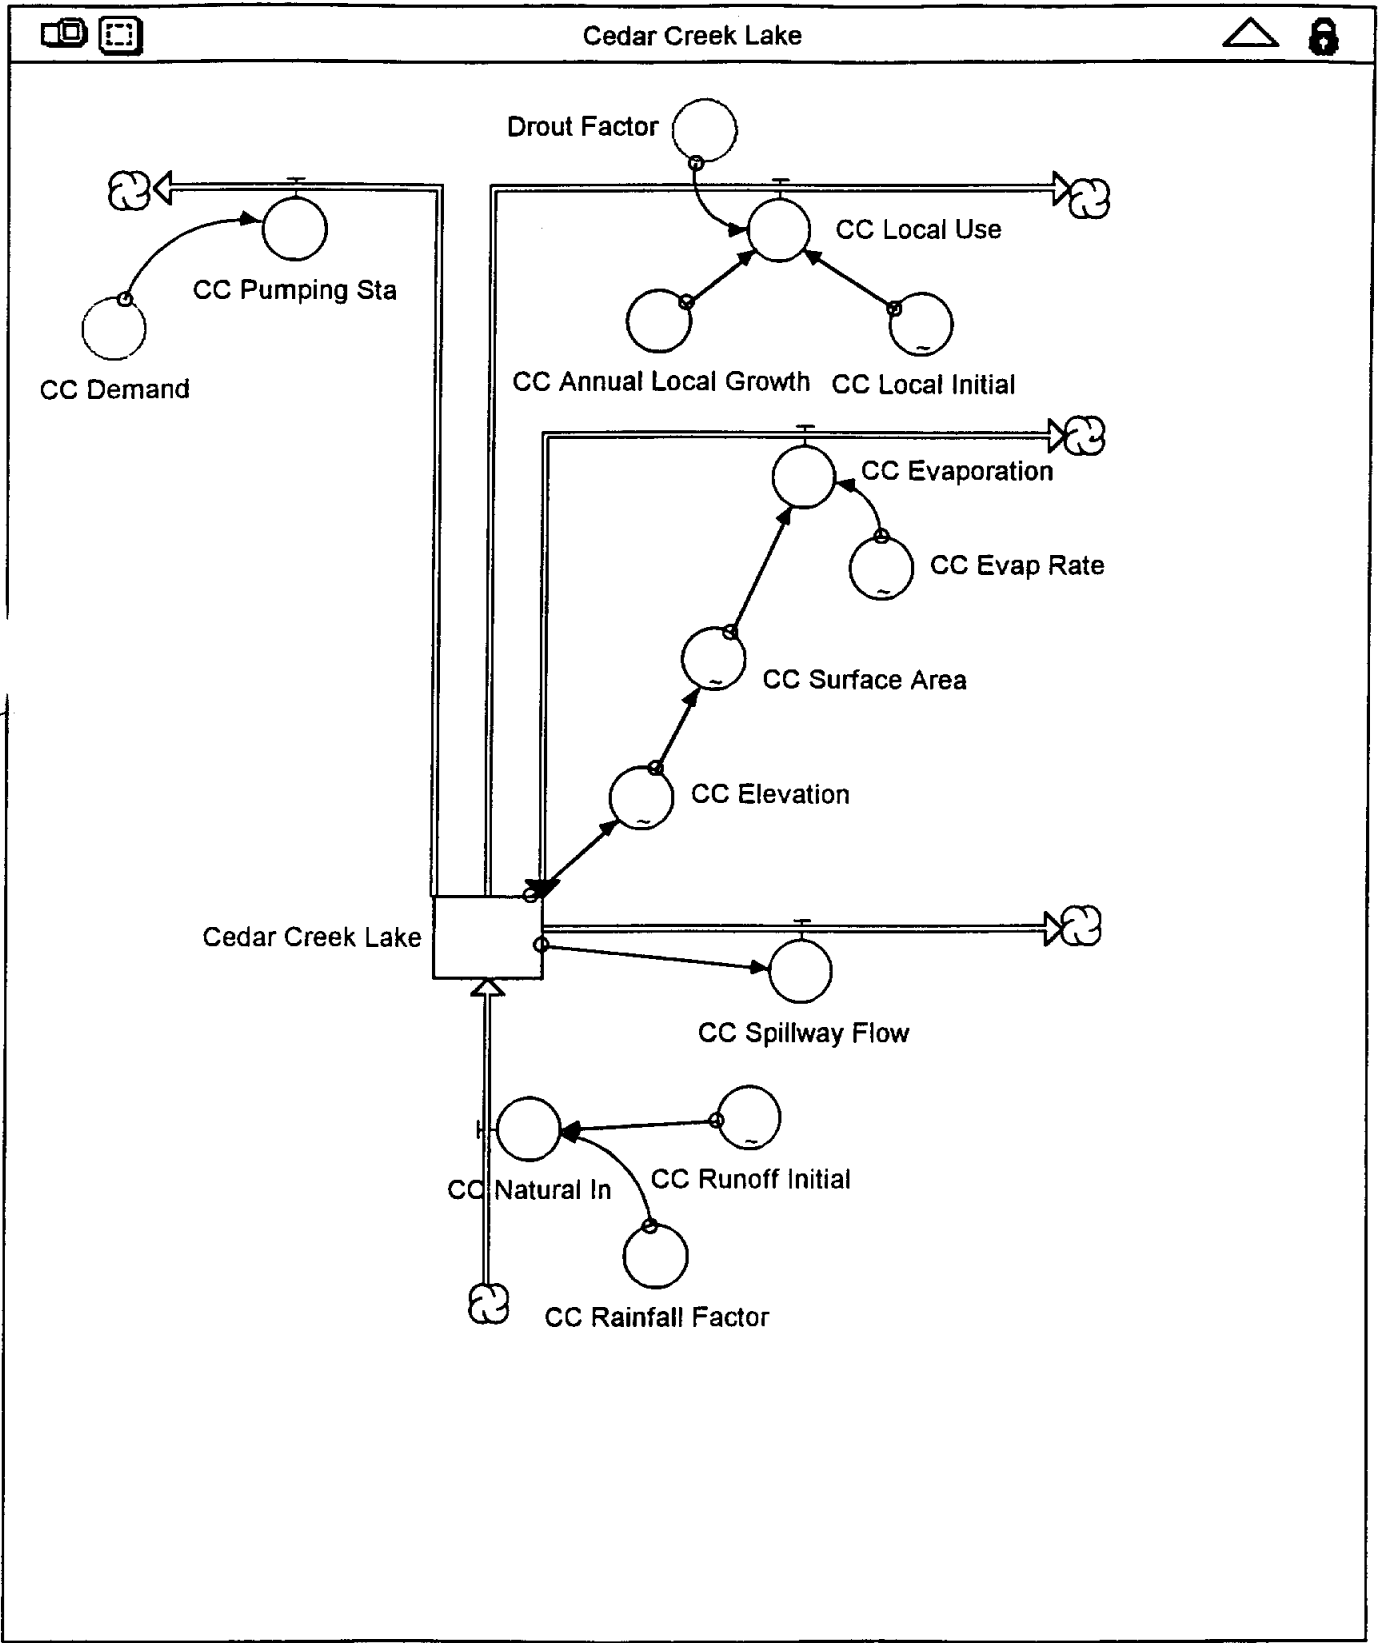 Cedar Creek Lake
Drout Factor
CC Local Use
CC Pumping Sta
CC Demand
CC Annual Local Growth
CC Local Initial
CC Evaporation
CC Evap Rate
CC Surface Area
CC Elevation
Cedar Creek Lake
CC Spillway Flow
CC Natural In
CC Runoff Initial
CC Rainfall Factor